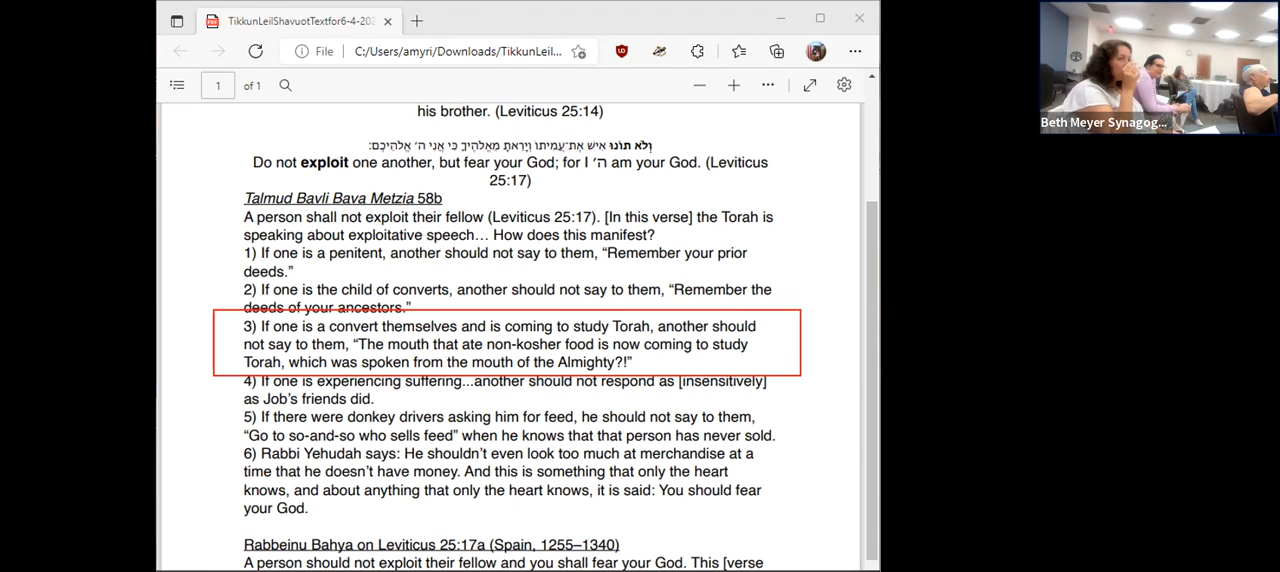 TikkunLeilShavuotTextfor6-4-202
File
C:/Users/amyri/Downloads/TikkunLeil...
1 of 1
his brother. (Leviticus 25:14)
וְלֹא תוֹנוּ אִישׁ אֶת־עֲמִיתוֹ וְיָרֵאתָ מֵאֱלֹהֶיךָ כִּי אֲנִי ה׳ אֱלֹהֵיכֶם:
Do not exploit one another, but fear your God; for I ה׳ am your God. (Leviticus
25:17)
Talmud Bavli Bava Metzia 58b
A person shall not exploit their fellow (Leviticus 25:17). [In this verse] the Torah is
speaking about exploitative speech… How does this manifest?
1) If one is a penitent, another should not say to them, “Remember your prior
deeds.”
2) If one is the child of converts, another should not say to them, “Remember the
deeds of your ancestors.”
3) If one is a convert themselves and is coming to study Torah, another should
not say to them, “The mouth that ate non-kosher food is now coming to study
Torah, which was spoken from the mouth of the Almighty?!”
4) If one is experiencing suffering...another should not respond as [insensitively]
as Job’s friends did.
5) If there were donkey drivers asking him for feed, he should not say to them,
“Go to so-and-so who sells feed” when he knows that that person has never sold.
6) Rabbi Yehudah says: He shouldn’t even look too much at merchandise at a
time that he doesn’t have money. And this is something that only the heart
knows, and about anything that only the heart knows, it is said: You should fear
your God.
Rabbeinu Bahya on Leviticus 25:17a (Spain, 1255–1340)
A person should not exploit their fellow and you shall fear your God. This [verse
Beth Meyer Synagog...